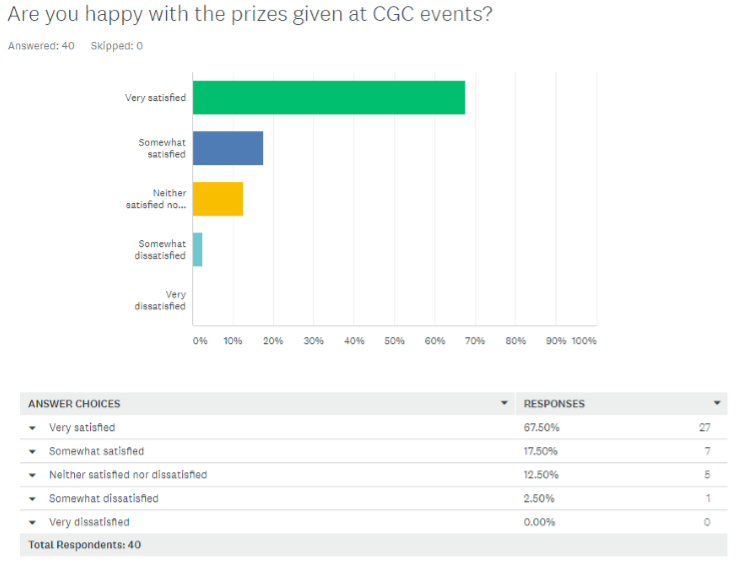 Are you happy with the prizes given at CGC events?
Answered: 40 Skipped: 0
Very satisfied
Somewhat
satisfied
Neither
satisfied no...
Somewhat
dissatisfied
Very
dissatisfied
0% 10% 20% 30% 40% 50% 60% 70% 80% 90% 100%
ANSWER CHOICES RESPONSES
Very satisfied 67.50% 27
Somewhat satisfied 17.50% 7
Neither satisfied nor dissatisfied 12.50% 5
Somewhat dissatisfied 2.50% 1
Very dissatisfied 0.00% 0
Total Respondents: 40